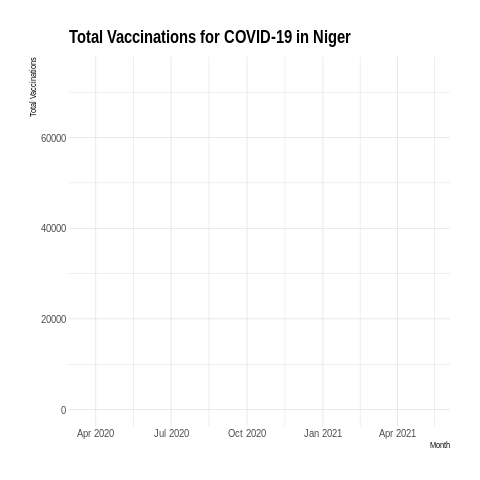 Total Vaccinations for COVID-19 in Niger
Total Vaccinations
60000
40000
20000
0
Apr 2020 Jul 2020 Oct 2020 Jan 2021 Apr 2021
Month